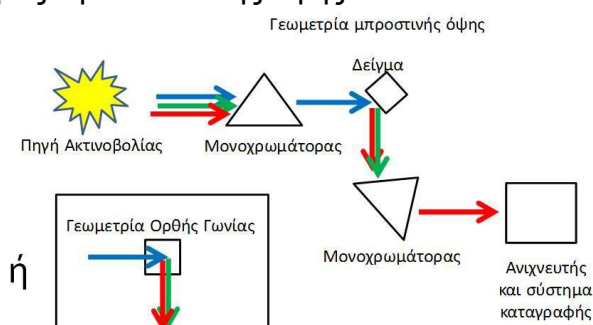 Γεωμετρία μπροστινής όψης
Δείγμα
Πηγή Ακτινοβολίας
Μονοχρωμάτορας
Γεωμετρία Ορθής Γωνίας
ή
Μονοχρωμάτορας
Ανιχνευτής
και σύστημα
καταγραφής